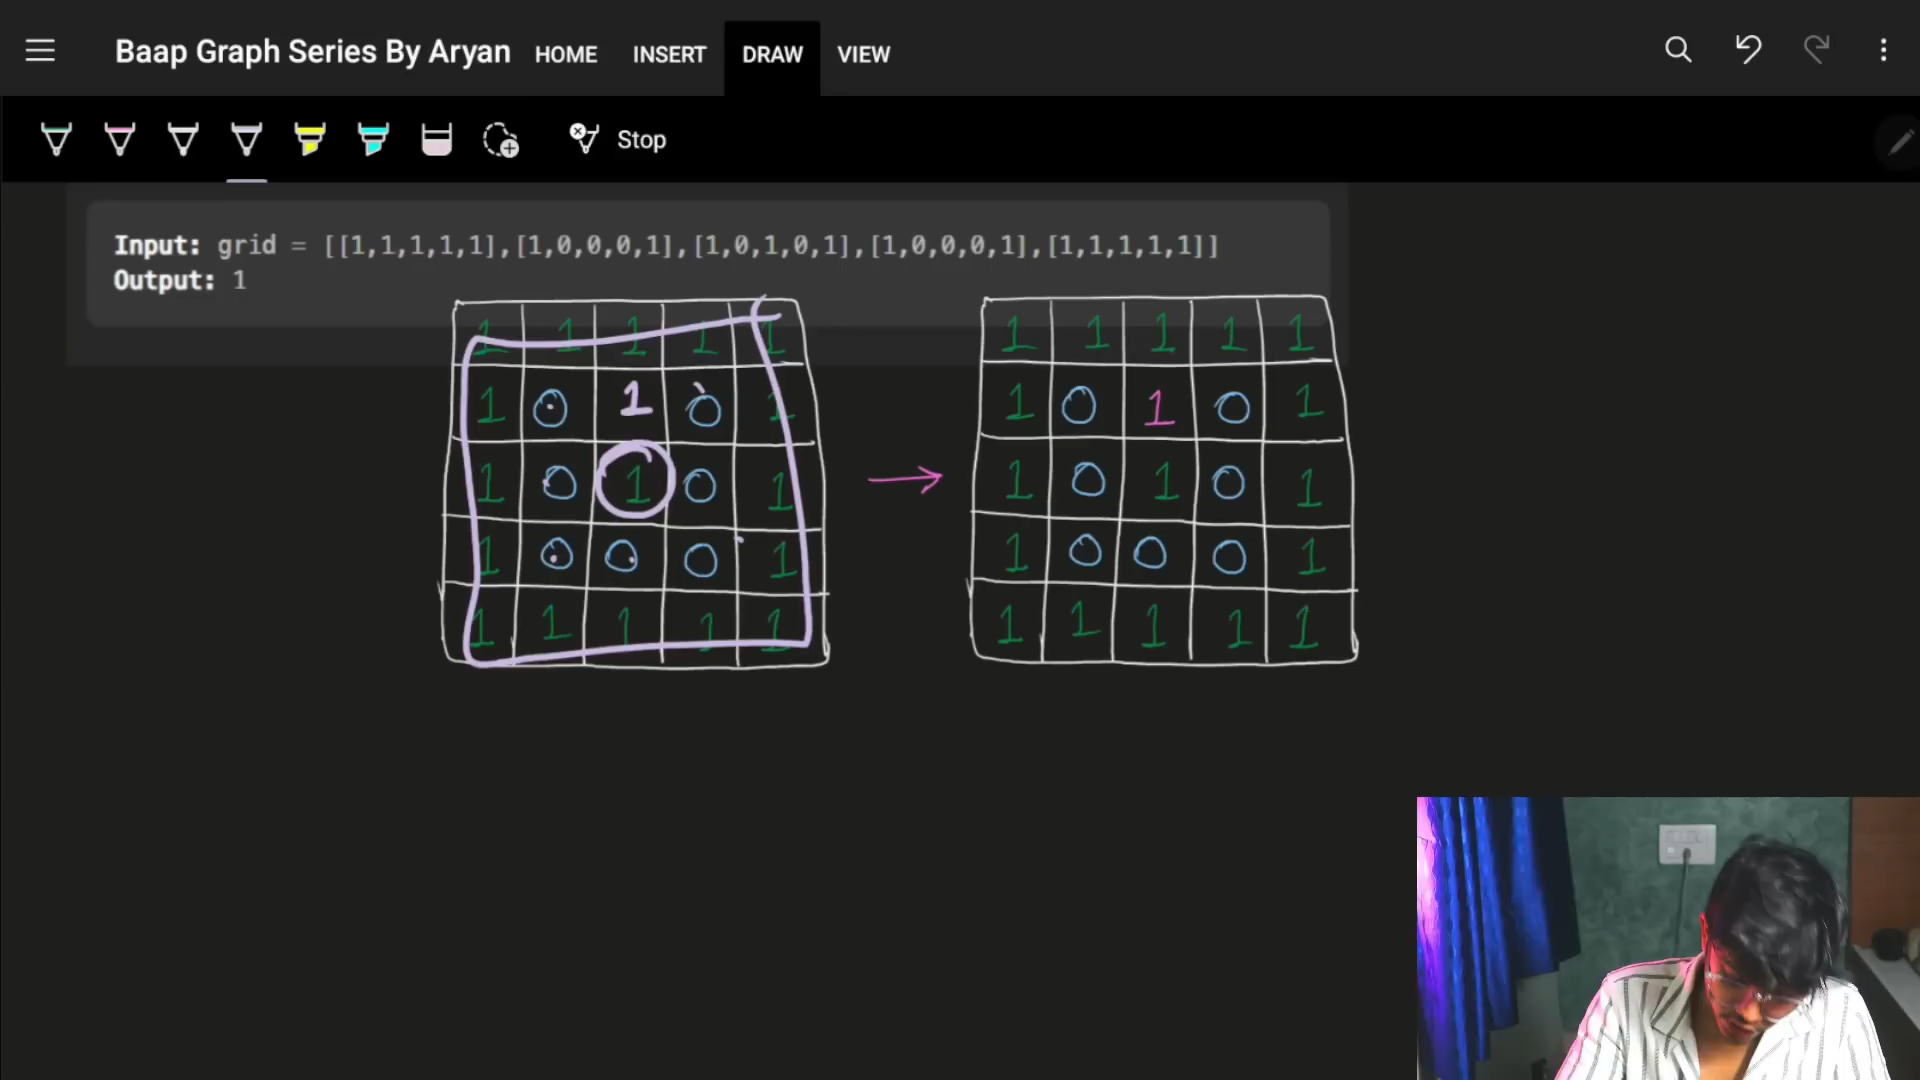 Baap Graph Series By Aryan HOME INSERT DRAW VIEW
Stop
Input: grid = [[1,1,1,1,1],[1,0,0,0,1],[1,0,1,0,1],[1,0,0,0,1],[1,1,1,1,1]]
Output: 1
1 1 1 1 1
1 0 1 0 1
1 0 1 0 1
1 0 0 0 1
1 1 1 1 1
1 1 1 1 1
1 0 1 0 1
1 0 1 0 1
1 0 0 0 1
1 1 1 1 1